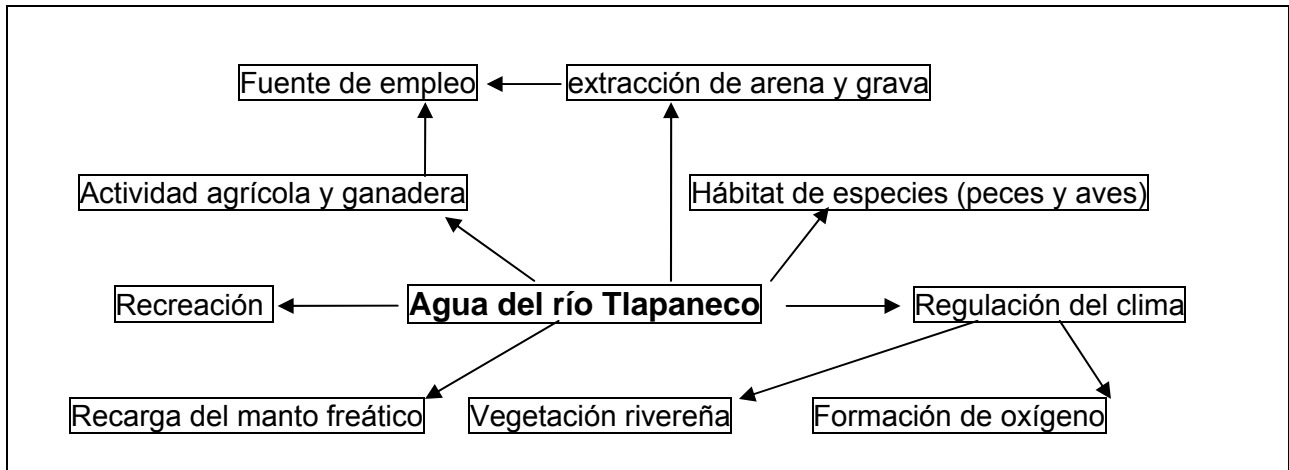 Fuente de empleo
extracción de arena y grava
Actividad agrícola y ganadera
Hábitat de especies (peces y aves)
Recreación
Agua del río Tlapaneco
Regulación del clima
Recarga del manto freático
Vegetación rivereña
Formación de oxígeno